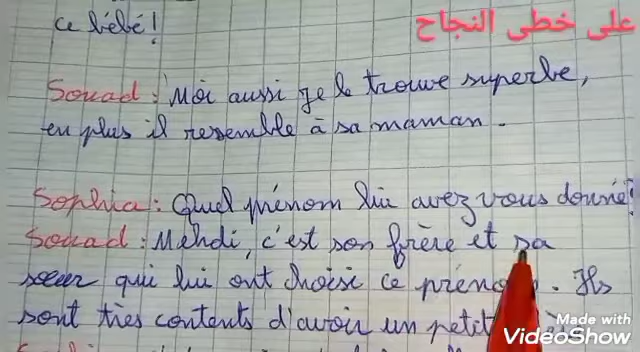 ce bébé!
على خطى النجاح
Souad: Moi aussi je le trouve superbe,
en plus il ressemble à sa maman.
Sophia: Quel prénom lui avez vous donné?
Souad: Mehdi, c'est son frère et sa
soeur qui lui ont choisi ce . Ils
sont très contents d'avoir un petit
Made with
VideoShow